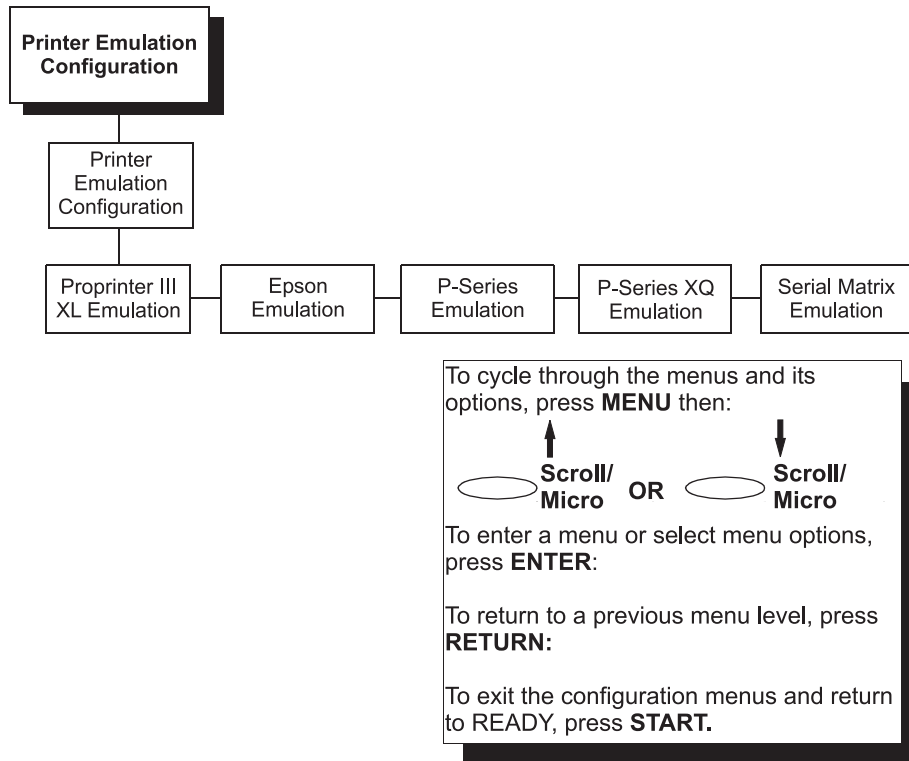 Printer Emulation
Configuration
Printer
Emulation
Configuration
Proprinter III
XL Emulation
Epson
Emulation
P-Series
Emulation
P-Series XQ
Emulation
Serial Matrix
Emulation
To cycle through the menus and its
options, press MENU then:
Scroll/
Micro
OR
Scroll/
Micro
To enter a menu or select menu options,
press ENTER:
To return to a previous menu level, press
RETURN:
To exit the configuration menus and return
to READY, press START.